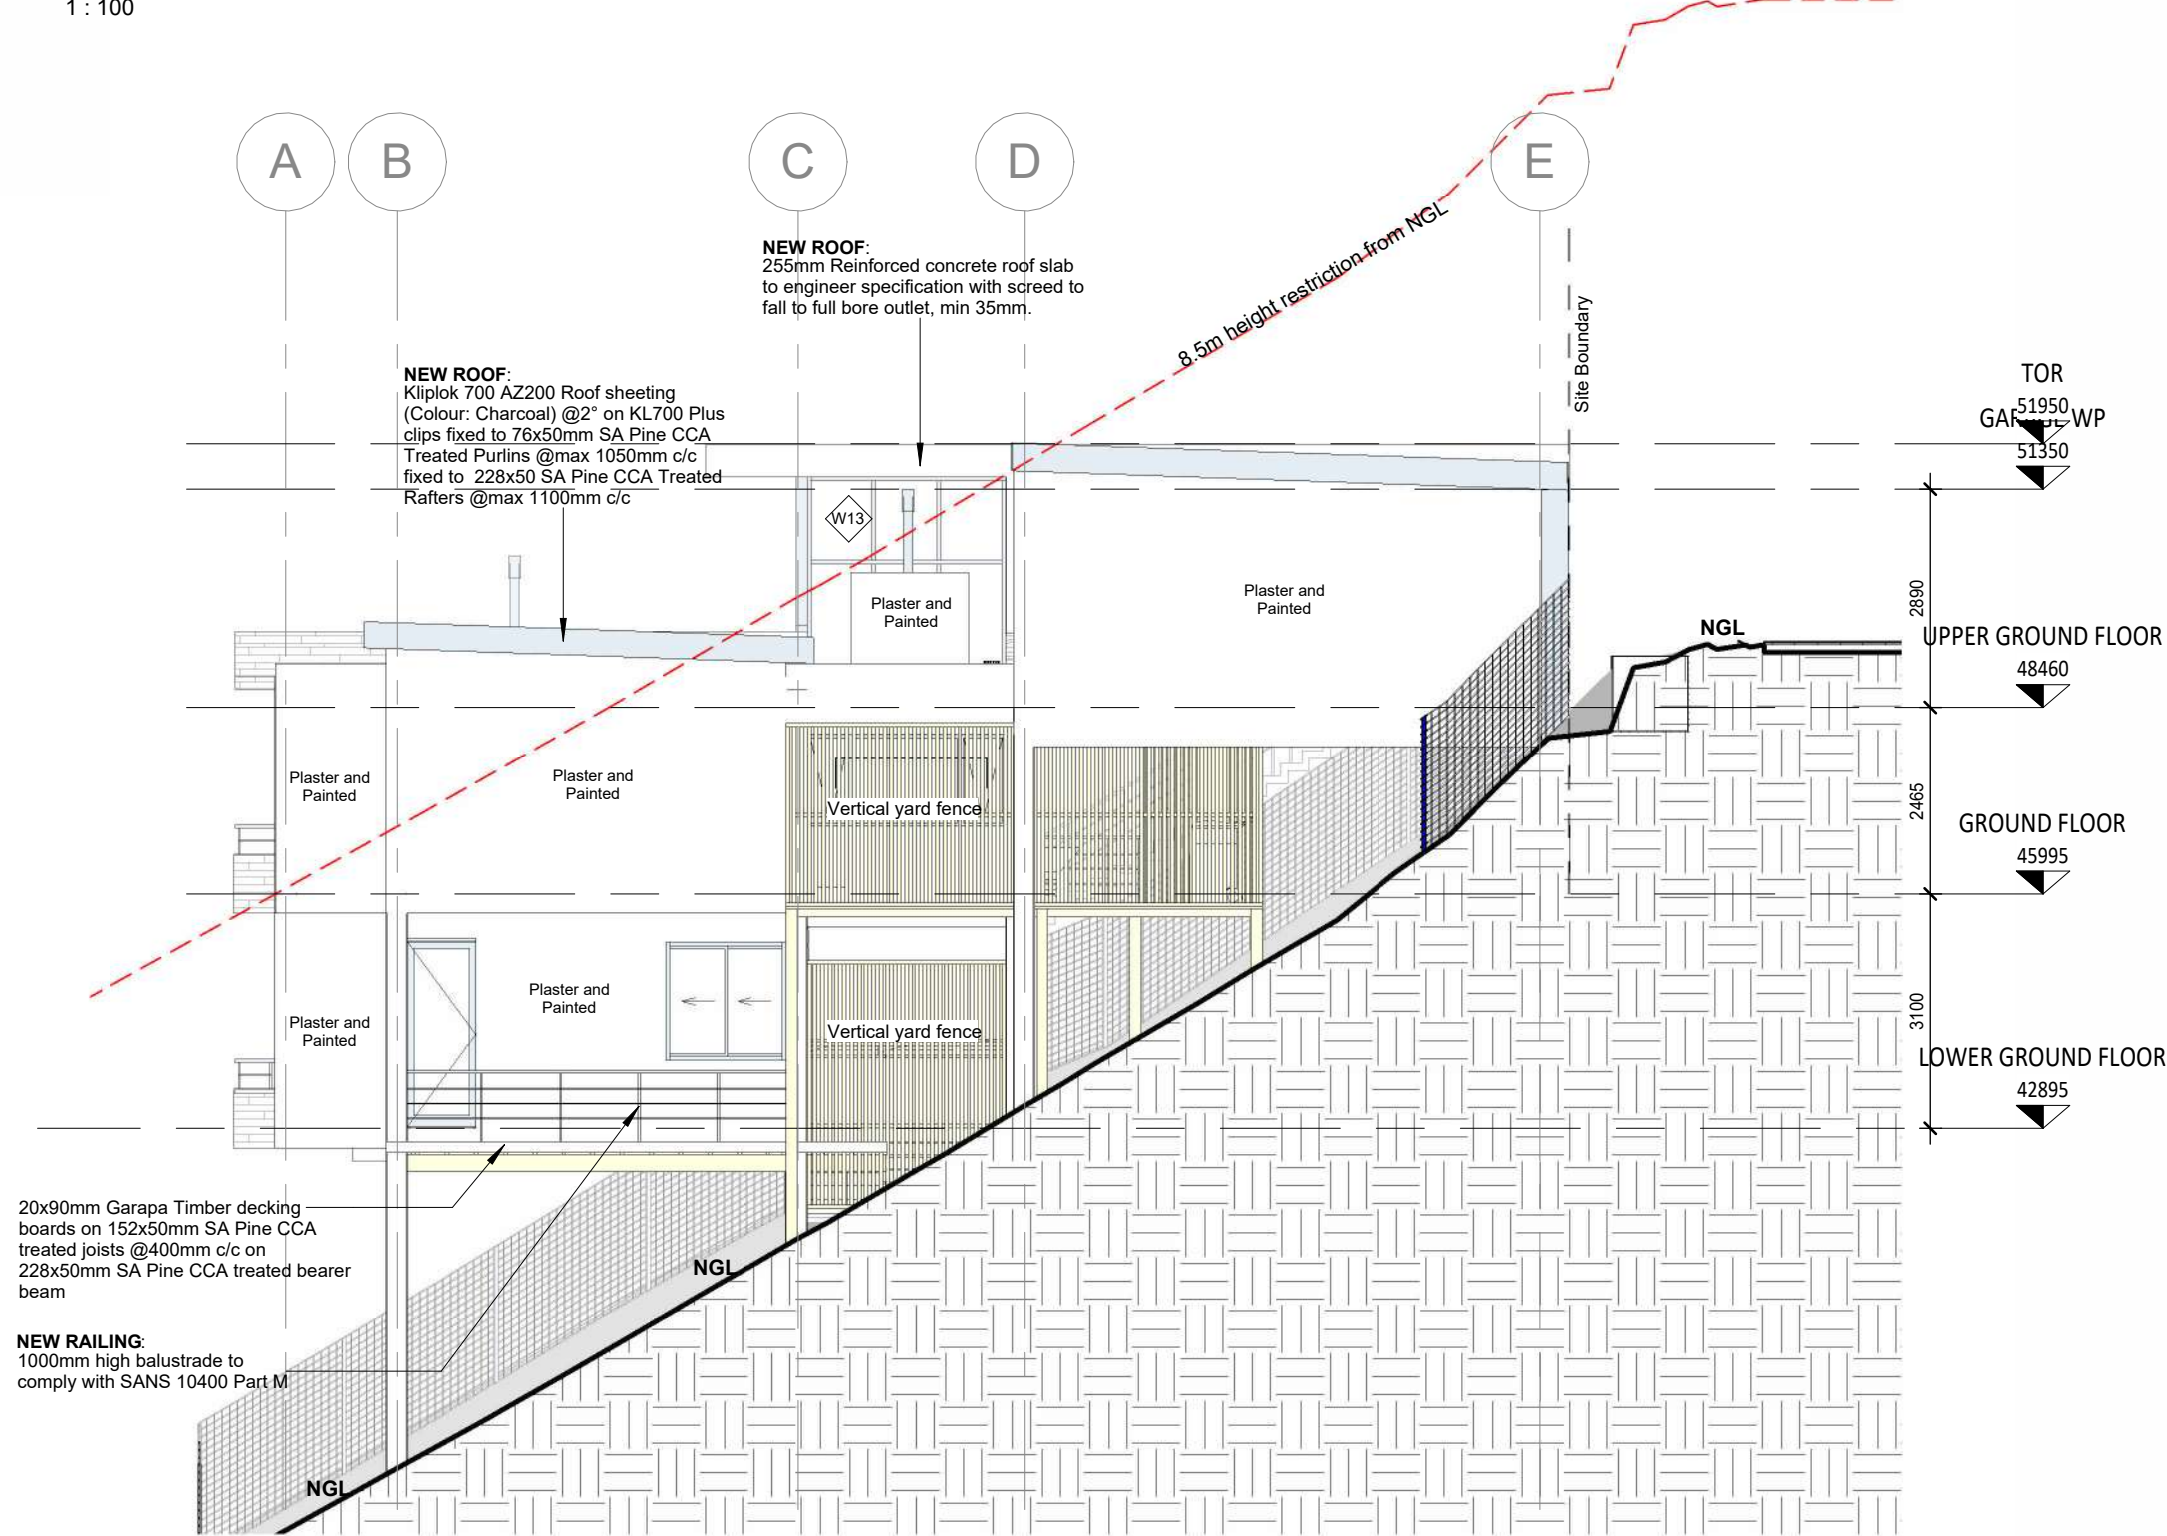 1 : 100
A
B
C
D
E
NEW ROOF:
255mm Reinforced concrete roof slab
to engineer specification with screed to
fall to full bore outlet, min 35mm.
8.5m height restriction from NGL
Site Boundary
NEW ROOF:
Kliplok 700 AZ200 Roof sheeting
(Colour: Charcoal) @2° on KL700 Plus
clips fixed to 76x50mm SA Pine CCA
Treated Purlins @max 1050mm c/c
fixed to 228x50 SA Pine CCA Treated
Rafters @max 1100mm c/c
TOR
51950
WP
51350
W13
Plaster and
Painted
Plaster and
Painted
2890
NGL
UPPER GROUND FLOOR
48460
Plaster and
Painted
Plaster and
Painted
Vertical yard fence
2465
GROUND FLOOR
45995
Plaster and
Painted
Plaster and
Painted
Vertical yard fence
3100
LOWER GROUND FLOOR
42895
20x90mm Garapa Timber decking
boards on 152x50mm SA Pine CCA
treated joists @400mm c/c on
228x50mm SA Pine CCA treated bearer
beam
NGL
NEW RAILING:
1000mm high balustrade to
comply with SANS 10400 Part M
NGL